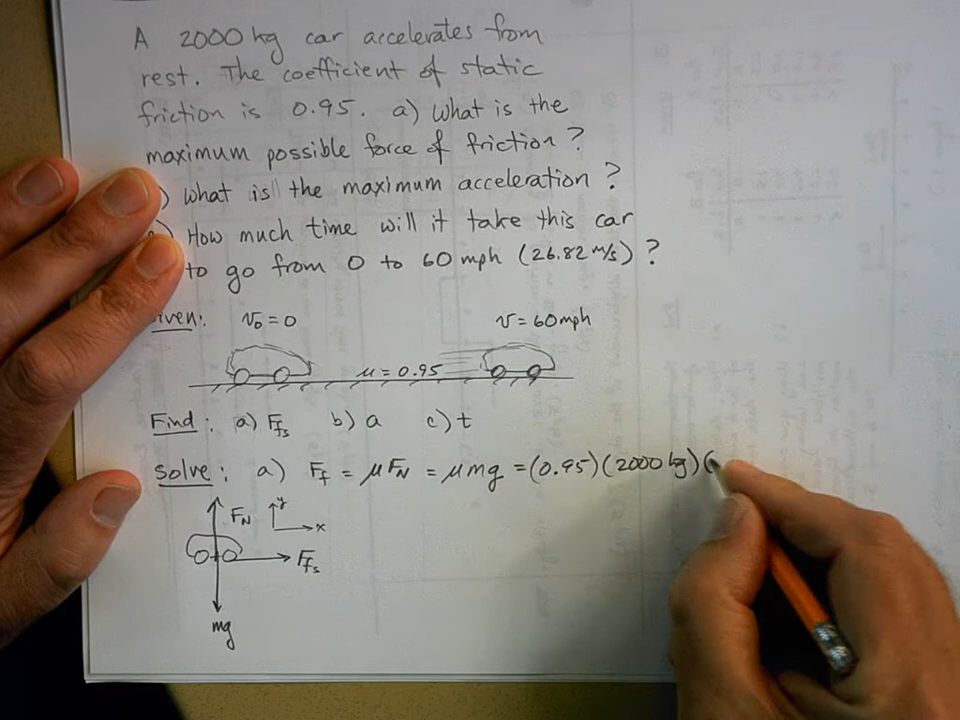 A 2000 kg car accelerates from
rest. The coefficient of static
friction is 0.95. a) What is the
maximum possible force of friction?
) What is the maximum acceleration?
) How much time will it take this car
to go from 0 to 60 mph (26.82 m/s)?
iven: v₀ = 0 v = 60 mph
μ = 0.95
Find: a) Ffs b) a c) t
Solve: a) Ff = μFN = μmg = (0.95)(2000 kg)(
FN y
x
Ffs
mg